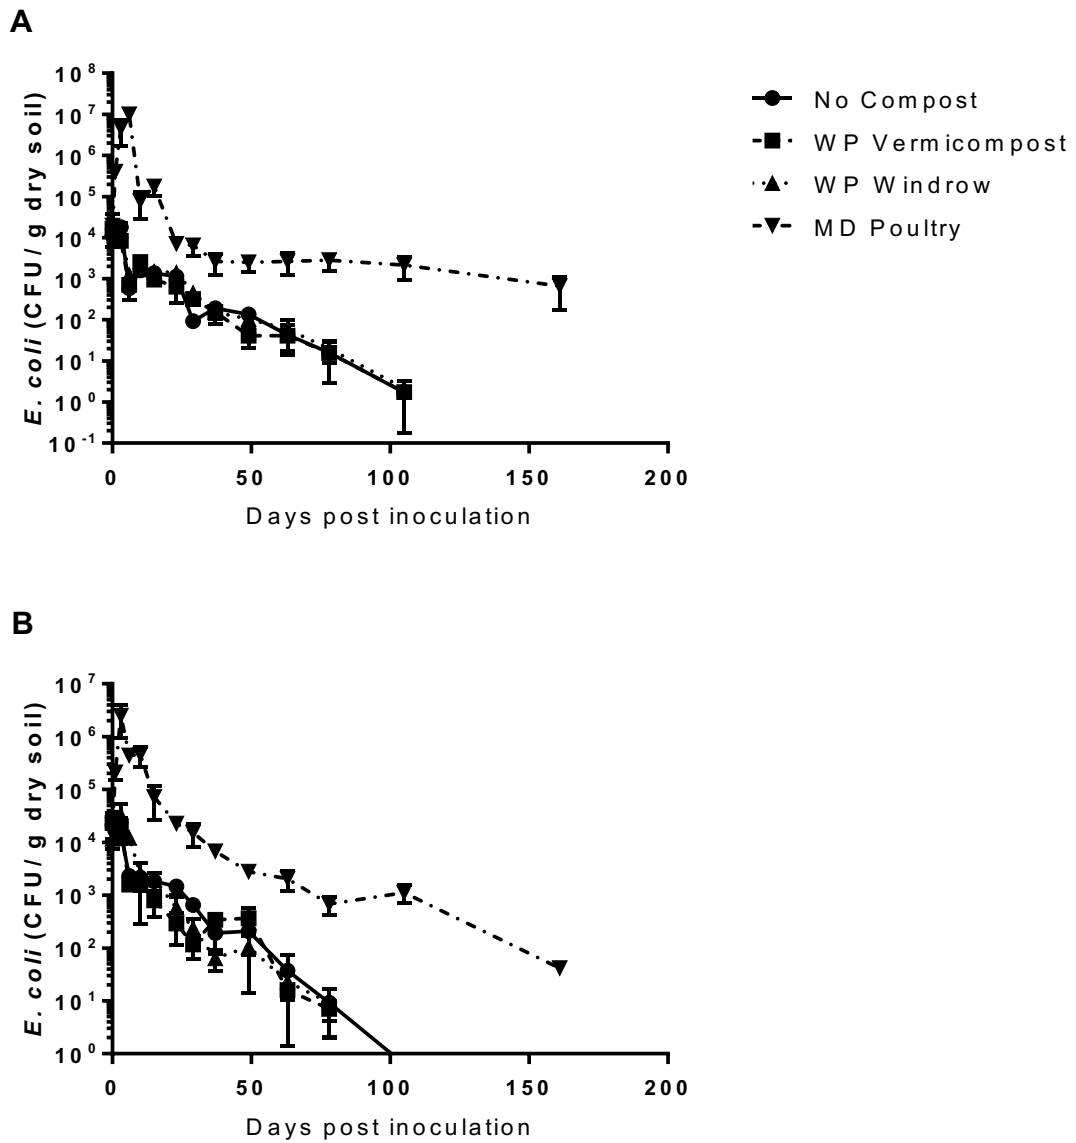 A
10^8
10^7
10^6
10^5
10^4
10^3
10^2
10^1
10^0
10^-1
E. coli (CFU/ g dry soil)
0 50 100 150 200
Days post inoculation
No Compost
WP Vermicompost
WP Windrow
MD Poultry
B
10^7
10^6
10^5
10^4
10^3
10^2
10^1
10^0
E. coli (CFU/ g dry soil)
0 50 100 150 200
Days post inoculation